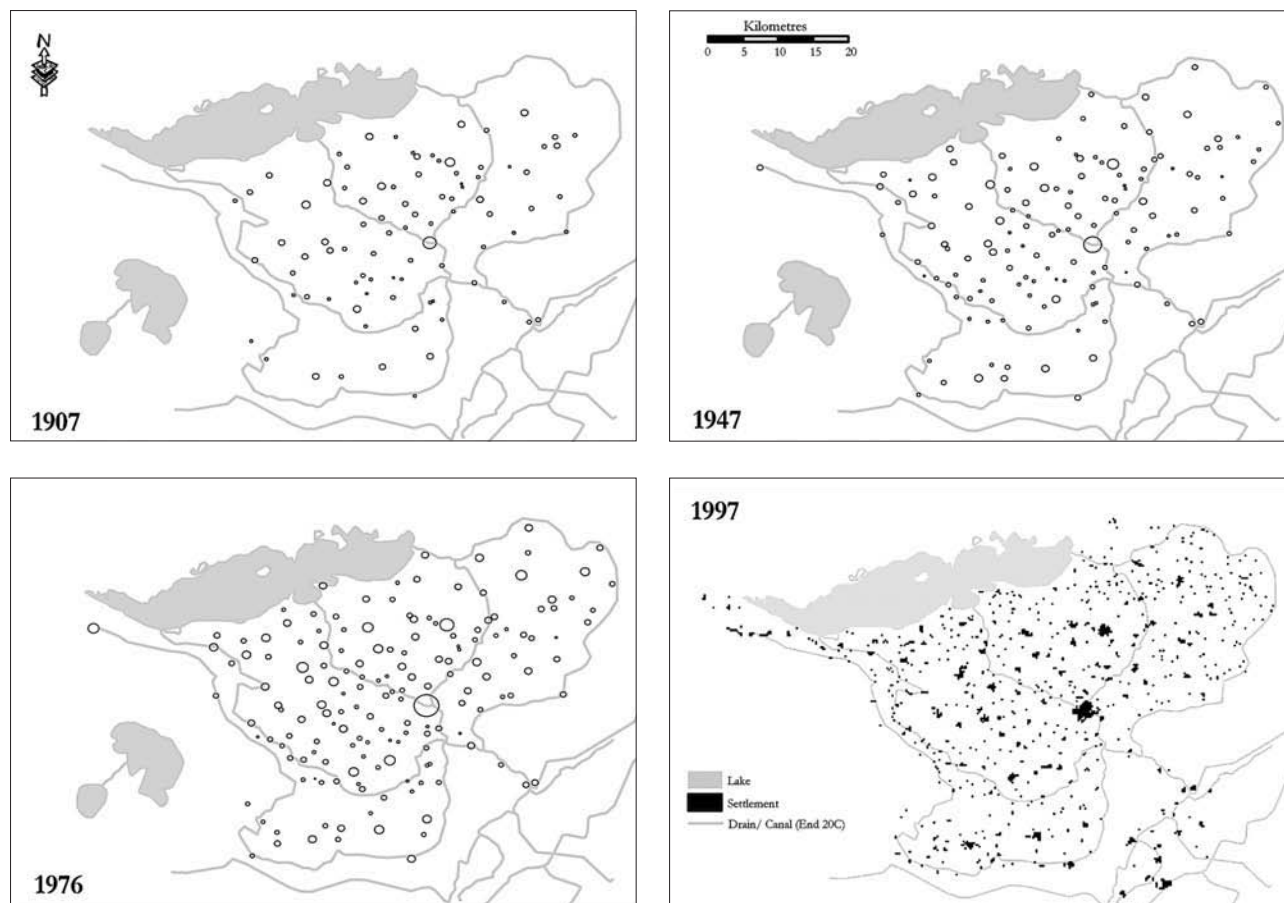 N
1907
Kilometres
0 5 10 15 20
1947
1976
1997
Lake
Settlement
Drain/ Canal (End 20C)